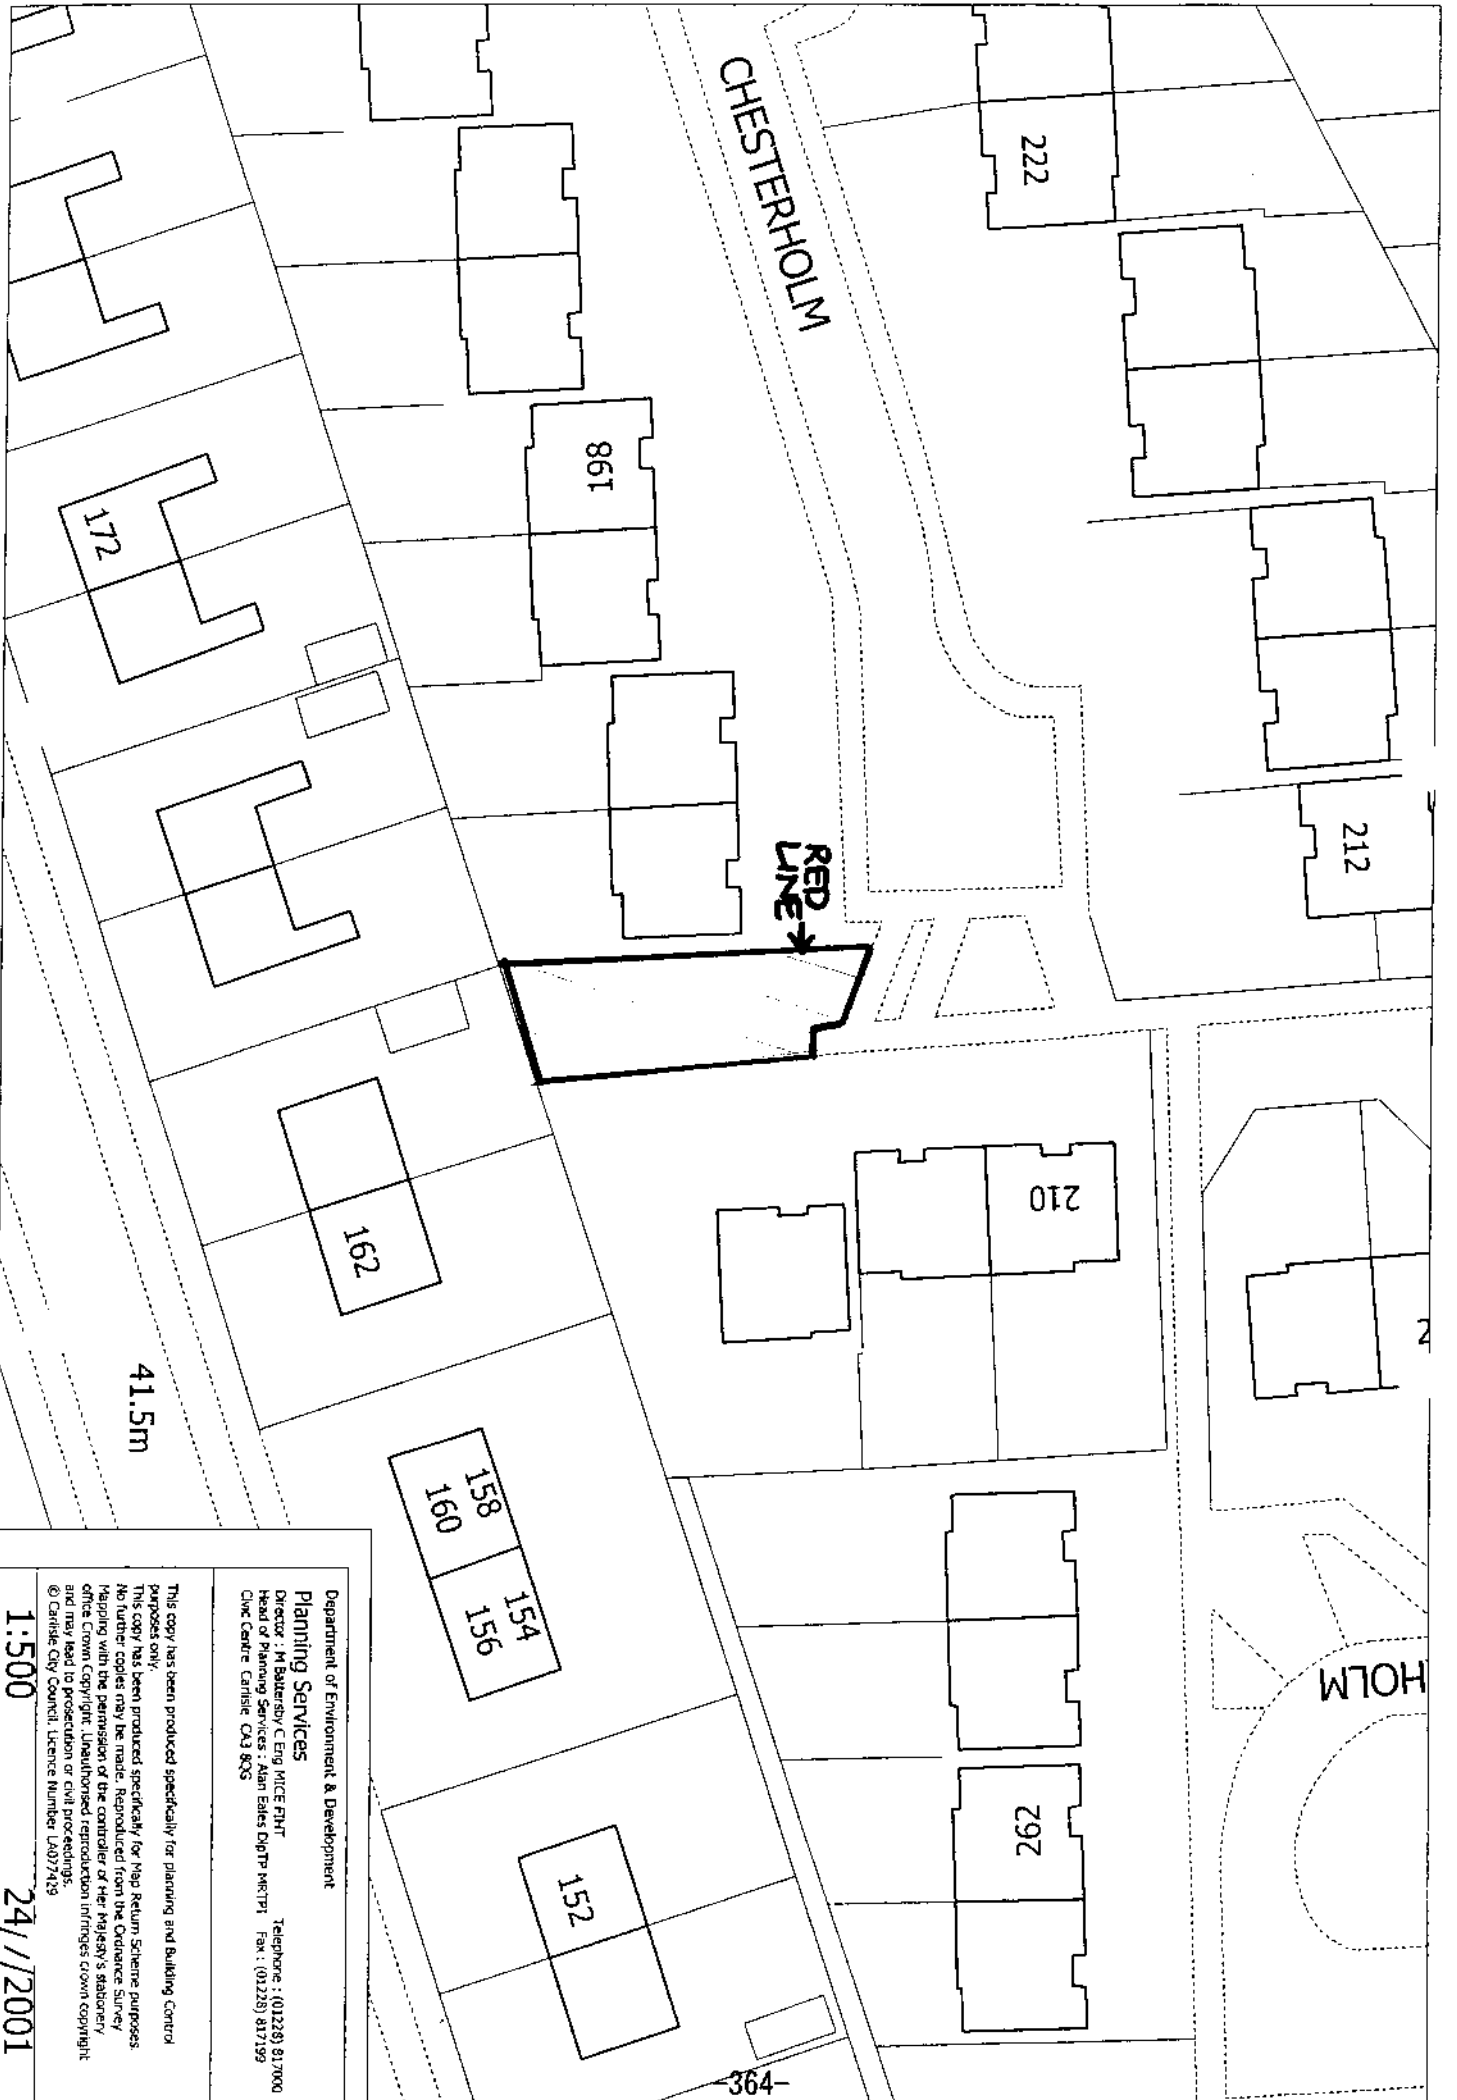 CHESTERHOLM
222
198
172
212
RED
LINE
210
162
41.5m
158
160
154
156
HOLM
262
152
Department of Environment & Development
Planning Services
Director : M Battersby C Eng MICE FIHT Telephone : (01228) 817000
Head of Planning Services : Alan Eales DipTP MRTPI Fax : (01228) 817199
Civic Centre Carlisle CA3 8QG
This copy has been produced specifically for planning and Building Control
purposes only.
This copy has been produced specifically for Map Return Scheme purposes.
No further copies may be made. Reproduced from the Ordnance Survey
Mapping with the permission of the controller of Her Majesty's stationery
office Crown Copyright. Unauthorised reproduction infringes crown copyright
and may lead to prosecution or civil proceedings.
© Carlisle City Council. Licence Number LA077429
1:500 24/ //2001
-364-